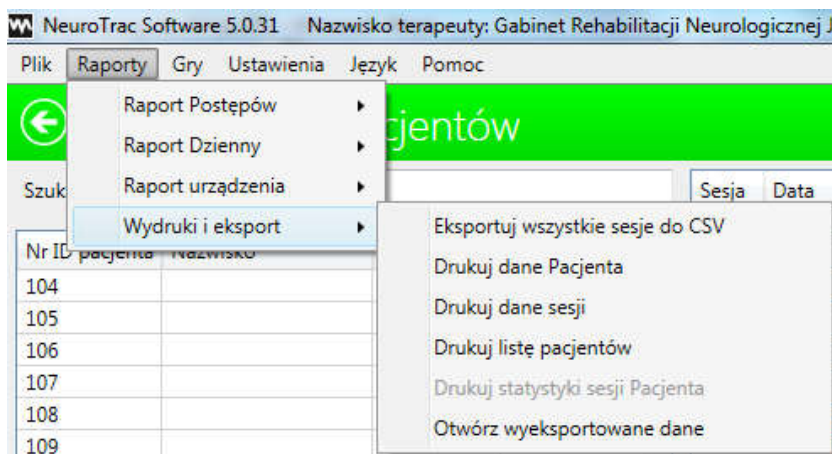 NeuroTrac Software 5.0.31 Nazwisko terapeuty: Gabinet Rehabilitacji Neurologicznej J
Plik Raporty Gry Ustawienia Język Pomoc
Raport Postępów
cjentów
Raport Dzienny
Szuk
Raport urządzenia
Sesja Data
Wydruki i eksport
Eksportuj wszystkie sesje do CSV
Nr ID pacjenta Nazwisko
Drukuj dane Pacjenta
104
Drukuj dane sesji
105
106
Drukuj listę pacjentów
107
Drukuj statystyki sesji Pacjenta
108
Otwórz wyeksportowane dane
109